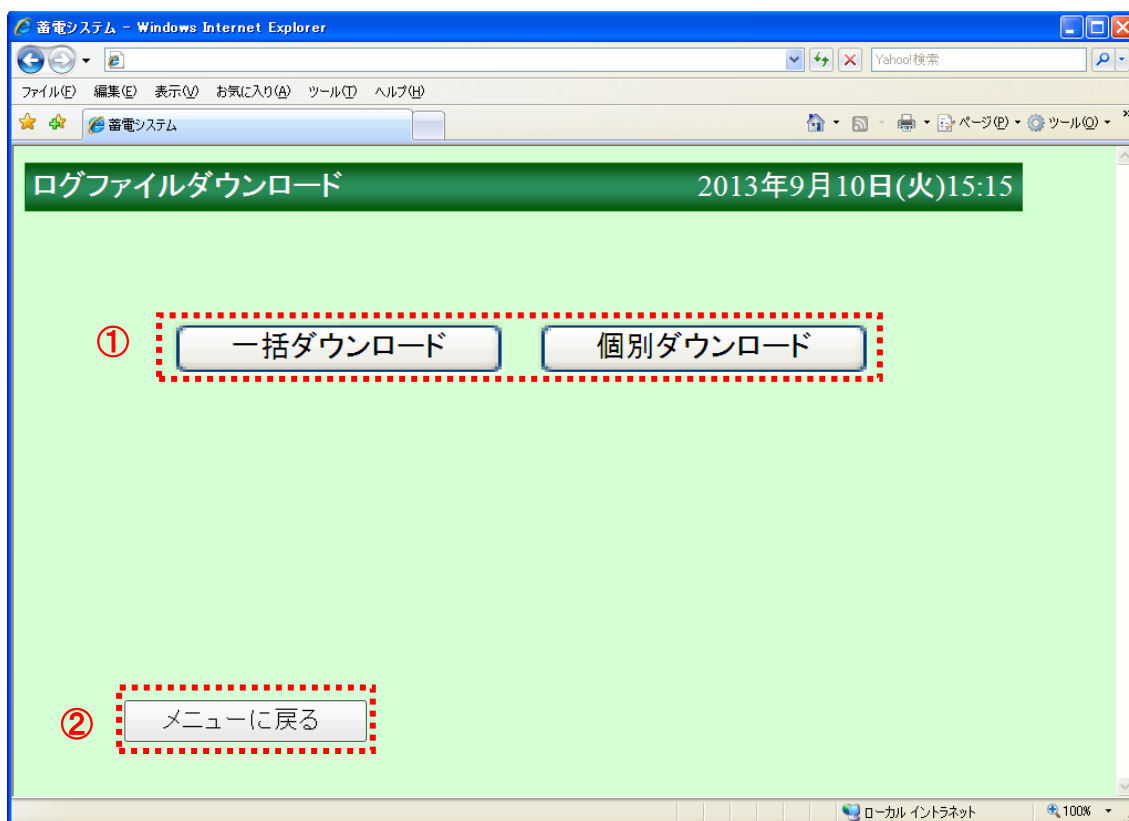 蓄電システム - Windows Internet Explorer
Yahoo!検索
ファイル(F) 編集(E) 表示(V) お気に入り(A) ツール(T) ヘルプ(H)
蓄電システム ページ(P) ツール(O)
ログファイルダウンロード 2013年9月10日(火)15:15
① 一括ダウンロード 個別ダウンロード
② メニューに戻る
ローカル イントラネット 100%